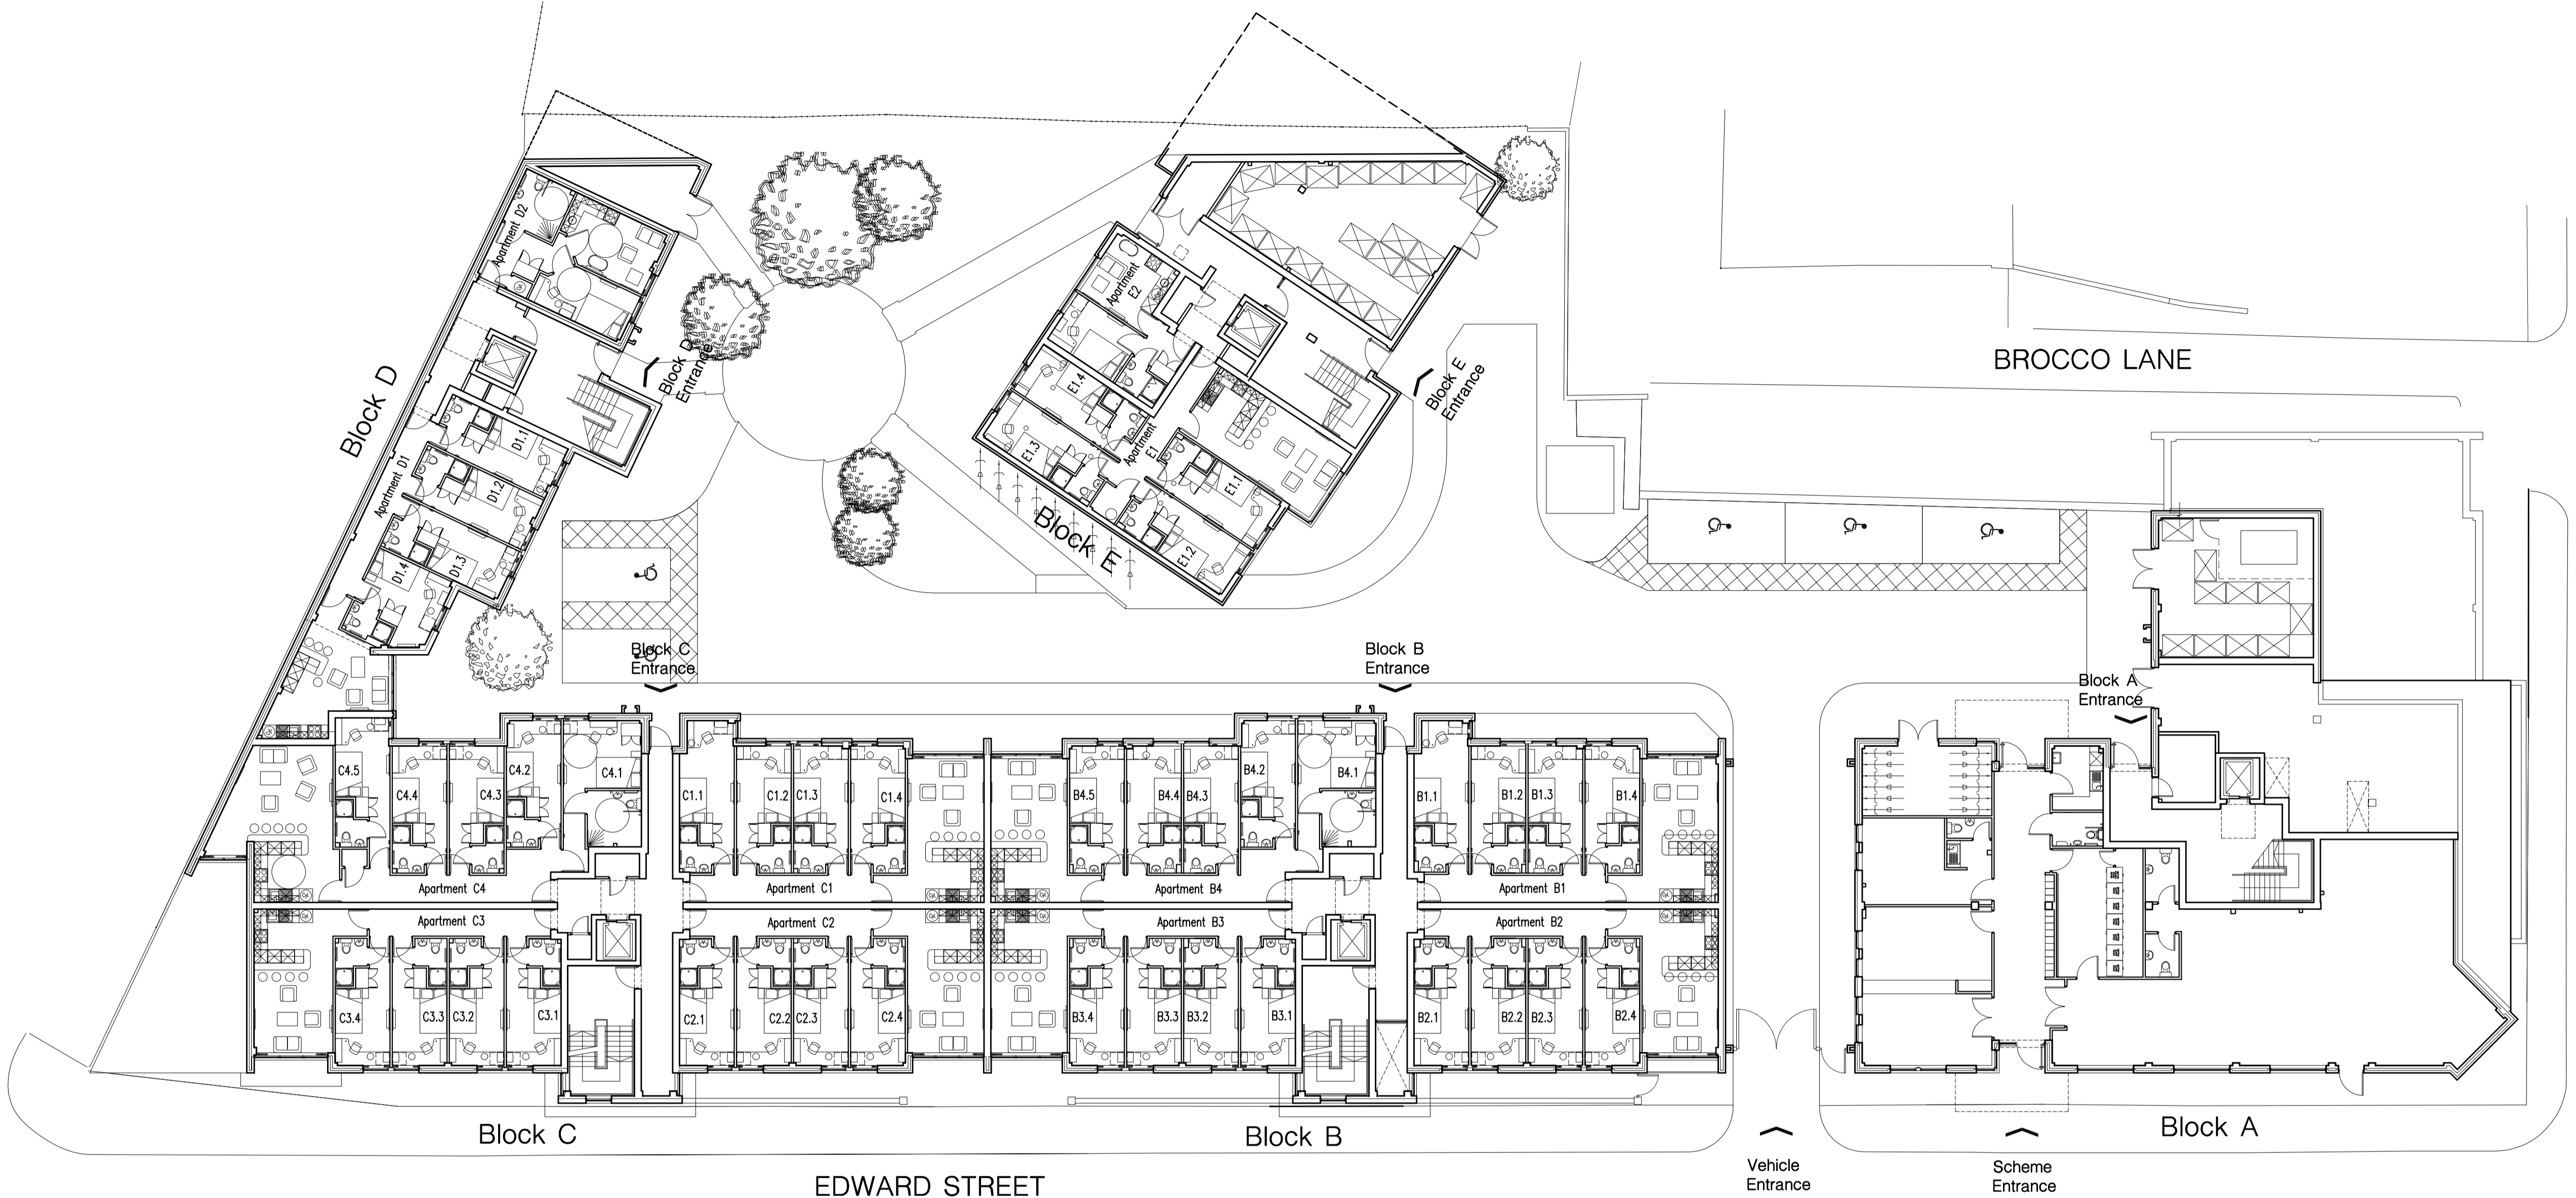 Apartment D2
Block D
Block D
Entrance
D1.1
D1.2
Apartment D1
D1.3
D1.4
Apartment
E2
E1.4
E1.3
Apartment
E1
E1.1
E1.2
Block E
Block E
Entrance
BROCCO LANE
Block C
Entrance
Block B
Entrance
Block A
Entrance
C4.5
C4.4
C4.3
C4.2
C4.1
C1.1
C1.2
C1.3
C1.4
B4.5
B4.4
B4.3
B4.2
B4.1
B1.1
B1.2
B1.3
B1.4
Apartment C4
Apartment C1
Apartment B4
Apartment B1
Apartment C3
Apartment C2
Apartment B3
Apartment B2
C3.4
C3.3
C3.2
C3.1
C2.1
C2.2
C2.3
C2.4
B3.4
B3.3
B3.2
B3.1
B2.1
B2.2
B2.3
B2.4
Block C
Block B
Block A
Vehicle
Entrance
Scheme
Entrance
EDWARD STREET